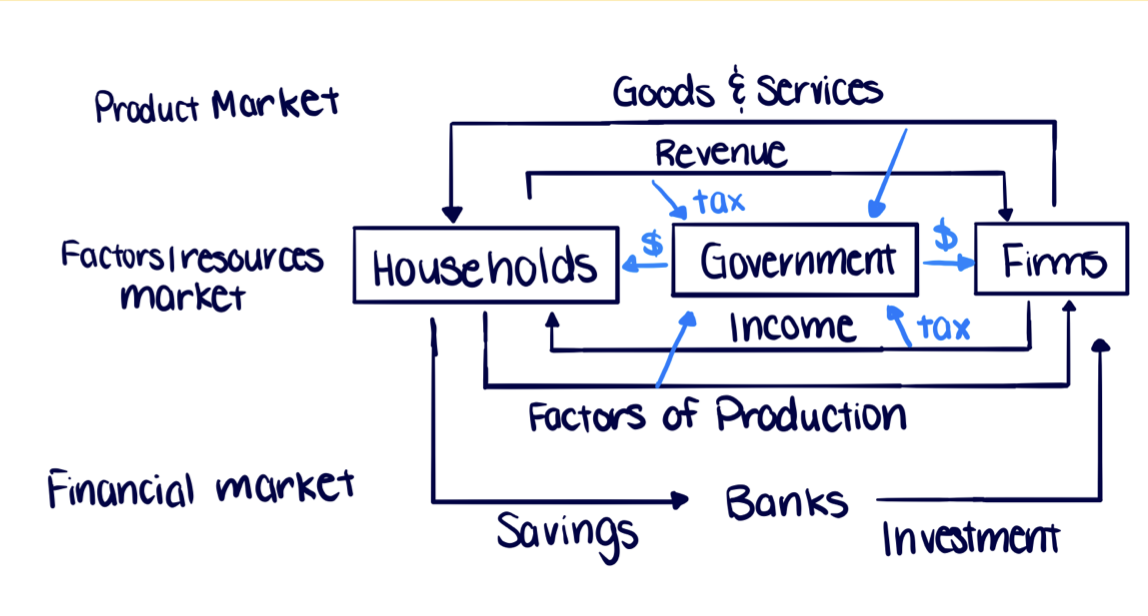 Goods & Services
Product Market
Revenue
tax
Factors/resources
market
Households
$
Government
$
Firms
Income
tax
Factors of Production
Financial market
Savings
Banks
Investment